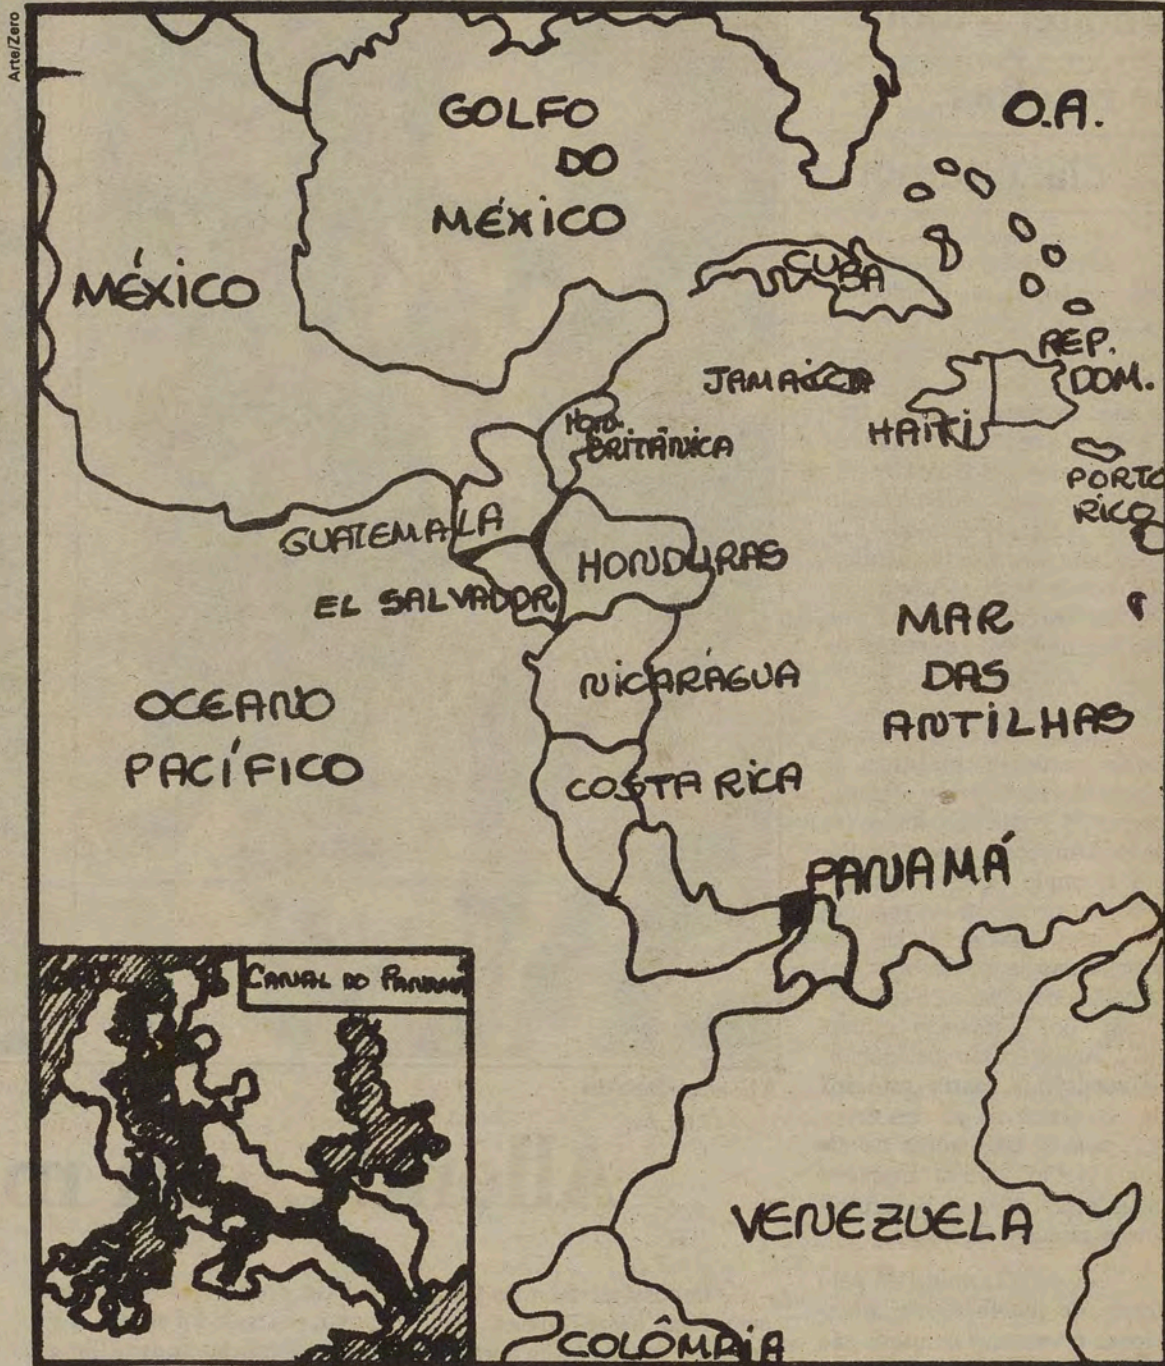 Arte/Zero
GOLFO
DO
MÉXICO
O.A.
MÉXICO
CUBA
REP.
DOM.
JAMAICA
HAITI
HOND.
BRITÂNICA
PORTO
RICO
GUATEMALA
HONDURAS
EL SALVADOR
MAR
DAS
ANTILHAS
NICARÁGUA
OCEANO
PACÍFICO
COSTA RICA
PANAMÁ
CANAL DO PANAMÁ
VENEZUELA
COLÔMBIA